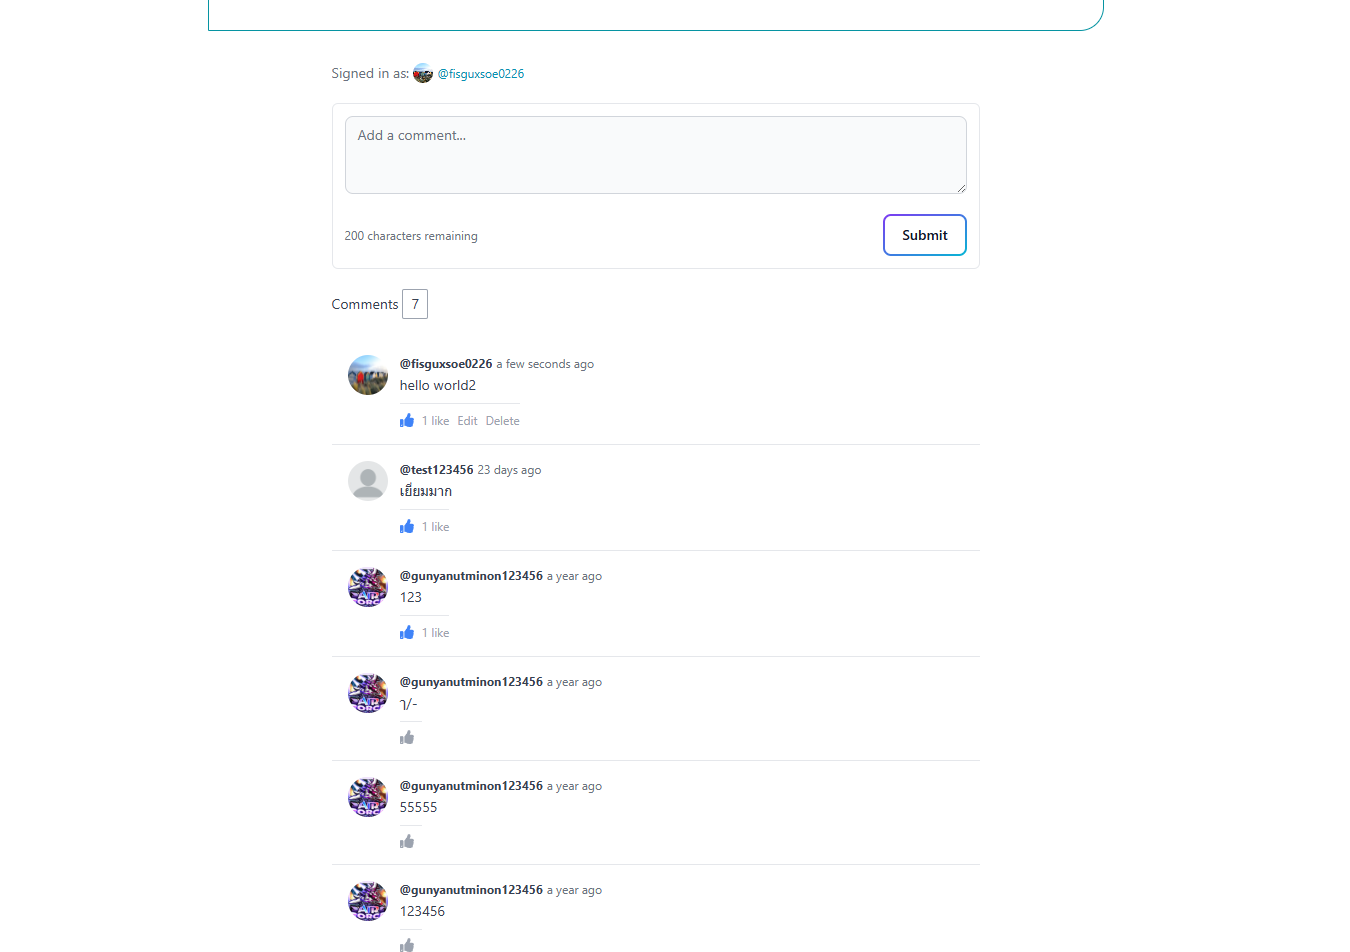 Signed in as: @fisguxsoe0226
Add a comment...
200 characters remaining
Submit
Comments 7
@fisguxsoe0226 a few seconds ago
hello world2
1 like Edit Delete
@test123456 23 days ago
เยี่ยมมาก
1 like
@gunyanutminon123456 a year ago
123
1 like
@gunyanutminon123456 a year ago
ๅ/-
@gunyanutminon123456 a year ago
55555
@gunyanutminon123456 a year ago
123456